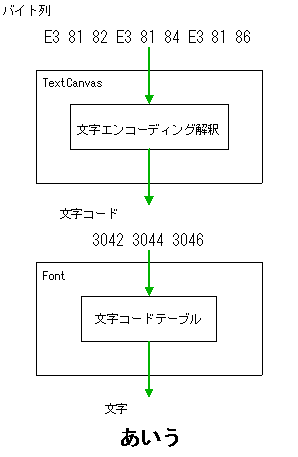 バイト列
E3 81 82 E3 81 84 E3 81 86
TextCanvas
文字エンコーディング解釈
文字コード
3042 3044 3046
Font
文字コードテーブル
文字
あいう